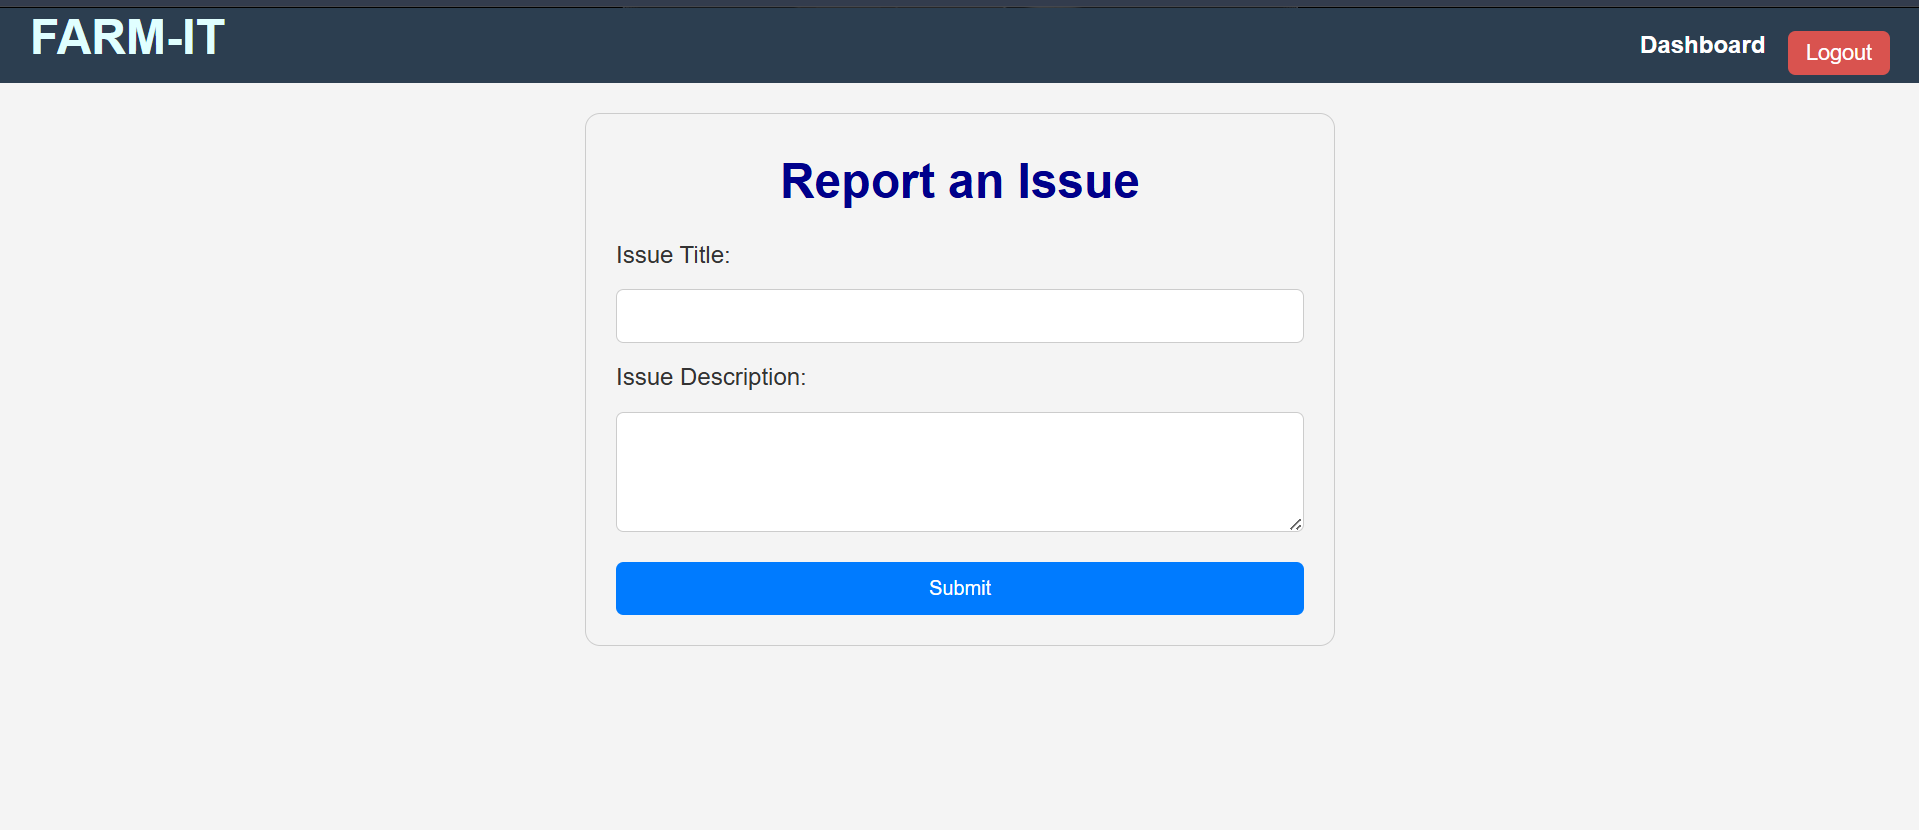 FARM-IT
Dashboard
Logout
Report an Issue
Issue Title:
Issue Description:
Submit